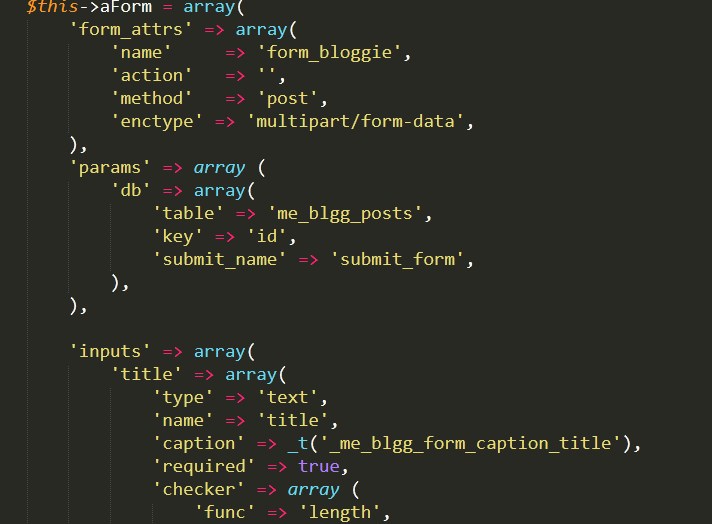 $this->aForm = array(
    'form_attrs' => array(
        'name'     => 'form_bloggie',
        'action'   => '',
        'method'   => 'post',
        'enctype' => 'multipart/form-data',
    ),
    'params' => array (
        'db' => array(
            'table' => 'me_blgg_posts',
            'key' => 'id',
            'submit_name' => 'submit_form',
        ),
    ),
    'inputs' => array(
        'title' => array(
            'type' => 'text',
            'name' => 'title',
            'caption' => _t('_me_blgg_form_caption_title'),
            'required' => true,
            'checker' => array (
                'func' => 'length',